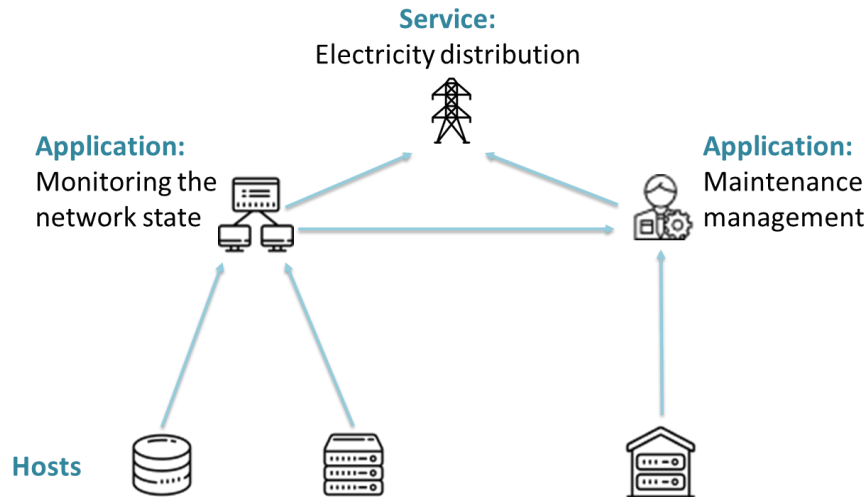 Service:
Electricity distribution
Application:
Monitoring the
network state
Application:
Maintenance
management
Hosts